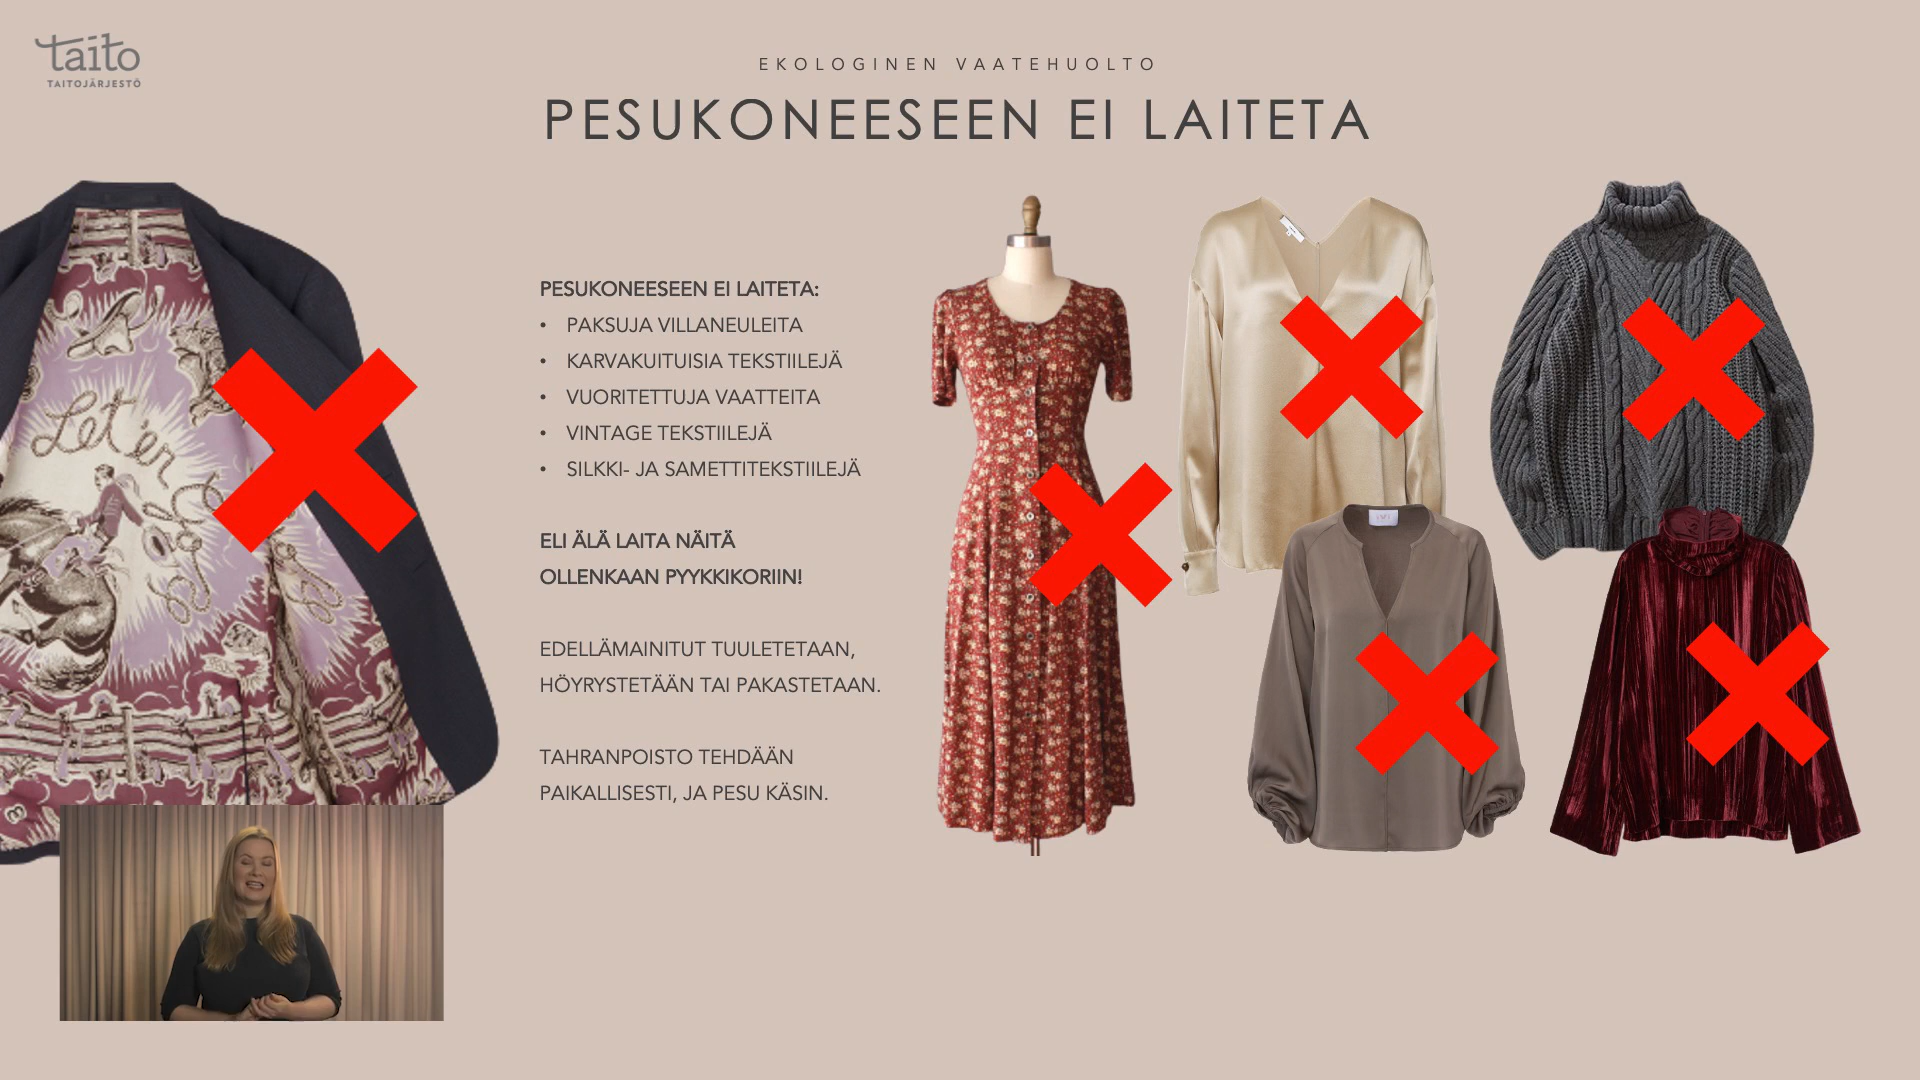 taito
TAITOJÄRJESTÖ
EKOLOGINEN VAATEHUOLTO
PESUKONEESEEN EI LAITETA
PESUKONEESEEN EI LAITETA:
• PAKSUJA VILLANEULEITA
• KARVAKUITUISIA TEKSTIILEJÄ
• VUORITETTUJA VAATTEITA
• VINTAGE TEKSTIILEJÄ
• SILKKI- JA SAMETTITEKSTIILEJÄ
ELI ÄLÄ LAITA NÄITÄ
OLLENKAAN PYYKKIKORIIN!
EDELLÄMAINITUT TUULETETAAN,
HÖYRYSTETÄÄN TAI PAKASTETAAN.
TAHRANPOISTO TEHDÄÄN
PAIKALLISESTI, JA PESU KÄSIN.
Let'er